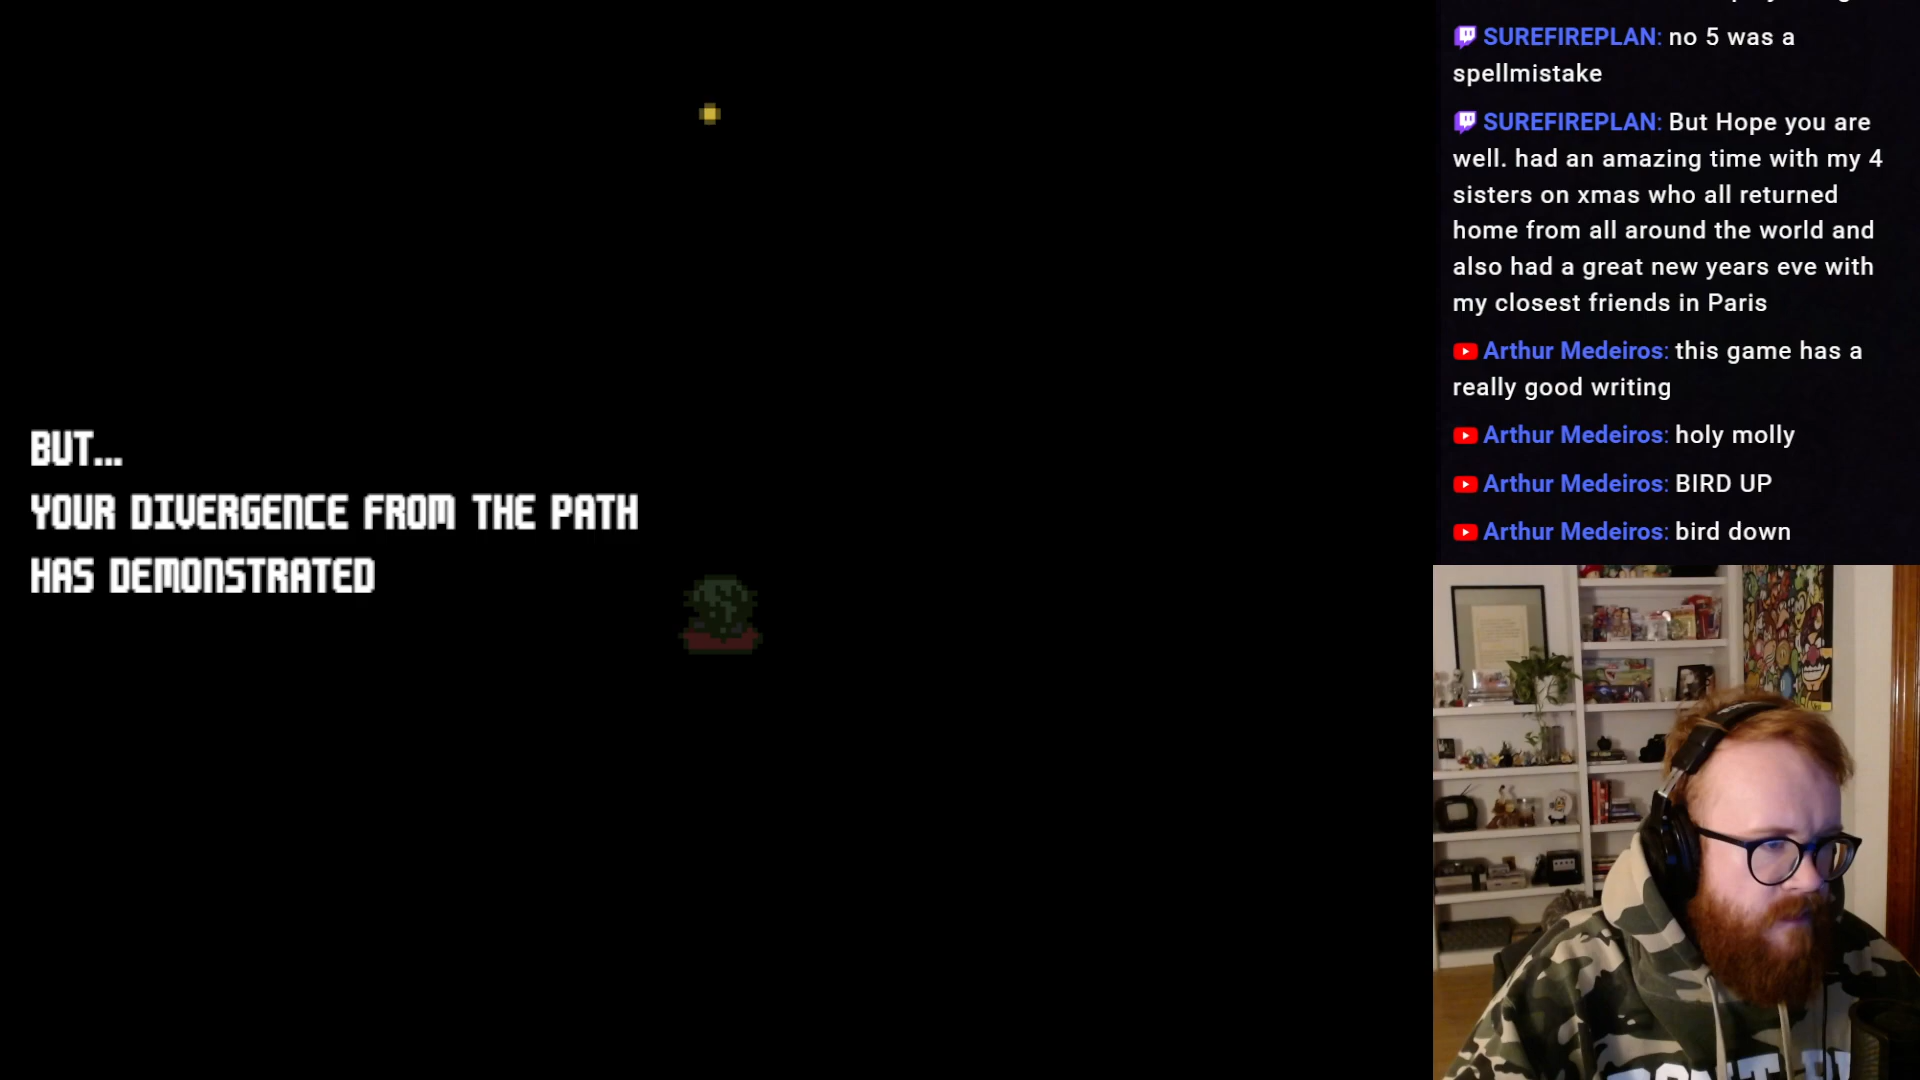 BUT...
YOUR DIVERGENCE FROM THE PATH
HAS DEMONSTRATED
SUREFIREPLAN: no 5 was a
spellmistake
SUREFIREPLAN: But Hope you are
well. had an amazing time with my 4
sisters on xmas who all returned
home from all around the world and
also had a great new years eve with
my closest friends in Paris
Arthur Medeiros: this game has a
really good writing
Arthur Medeiros: holy molly
Arthur Medeiros: BIRD UP
Arthur Medeiros: bird down